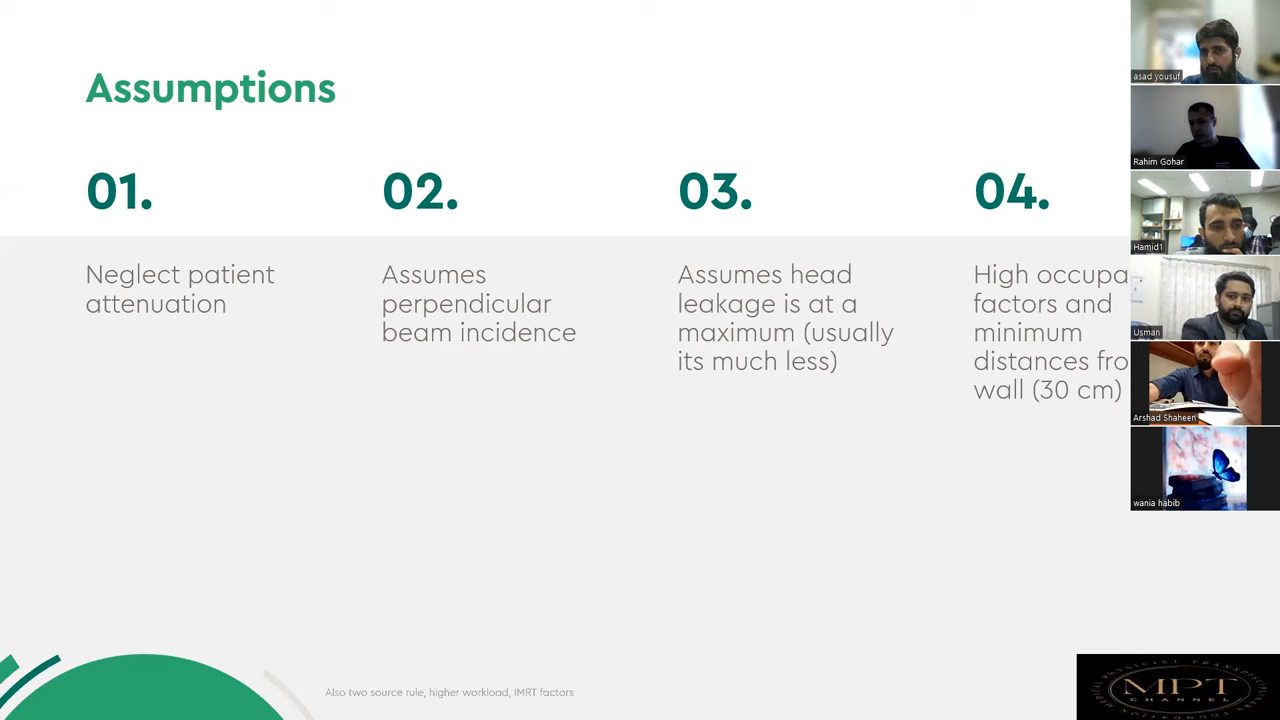 Assumptions
01.
Neglect patient
attenuation
02.
Assumes
perpendicular
beam incidence
03.
Assumes head
leakage is at a
maximum (usually
its much less)
04.
High occupa
factors and
minimum
distances fro
wall (30 cm)
Also two source rule, higher workload, IMRT factors
asad yousuf
Rahim Gohar
Hamid1
Usman
Arshad Shaheen
wania habib
MPT
CHANNEL